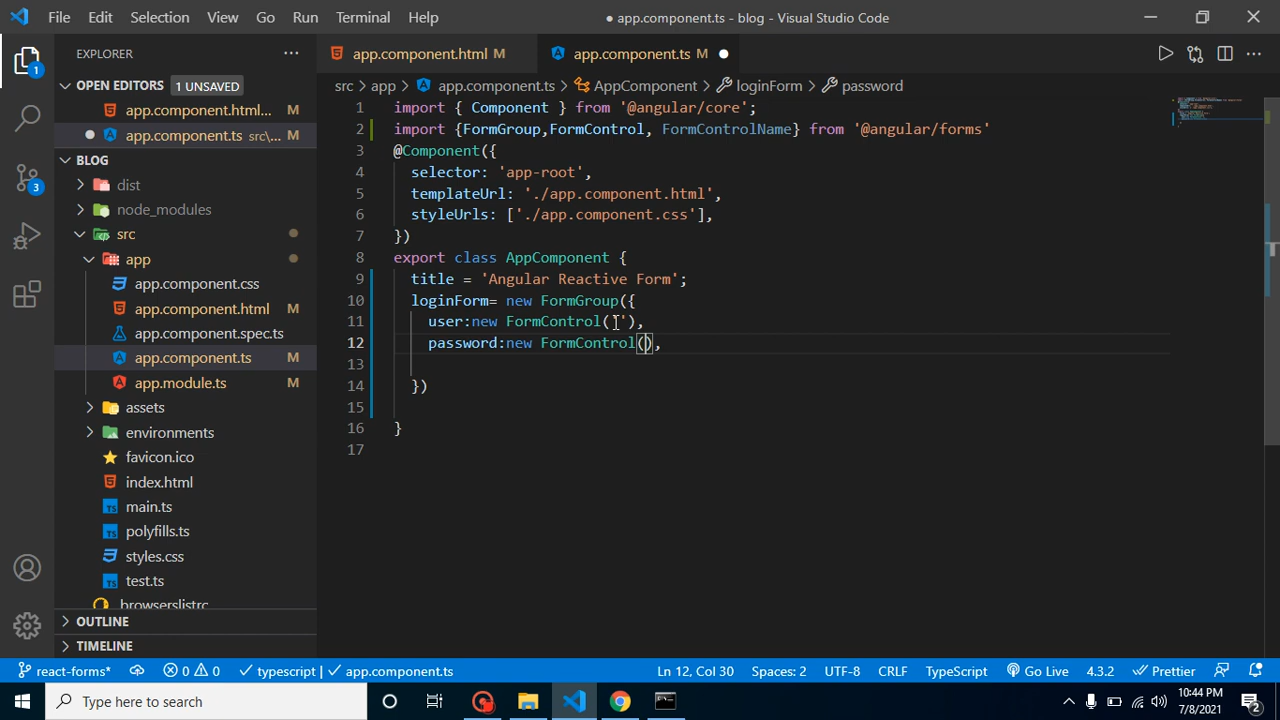 File Edit Selection View Go Run Terminal Help
● app.component.ts - blog - Visual Studio Code
EXPLORER
OPEN EDITORS 1 UNSAVED
app.component.html... M
app.component.ts src\... M
BLOG
dist
node_modules
src
app
app.component.css
app.component.html M
app.component.spec.ts
app.component.ts M
app.module.ts M
assets
environments
favicon.ico
index.html
main.ts
polyfills.ts
styles.css
test.ts
.browserslistrc
OUTLINE
TIMELINE
1
3
app.component.html M
app.component.ts M ●
src > app > app.component.ts > AppComponent > loginForm > password
1 import { Component } from '@angular/core';
2 import {FormGroup,FormControl, FormControlName} from '@angular/forms'
3 @Component({
4 selector: 'app-root',
5 templateUrl: './app.component.html',
6 styleUrls: ['./app.component.css'],
7 })
8 export class AppComponent {
9 title = 'Angular Reactive Form';
10 loginForm= new FormGroup({
11 user:new FormControl(''),
12 password:new FormControl(),
13
14 })
15
16 }
17
react-forms* 0 0 typescript | ✓ app.component.ts Ln 12, Col 30 Spaces: 2 UTF-8 CRLF TypeScript Go Live 4.3.2 Prettier
Type here to search
10:44 PM
7/8/2021
2